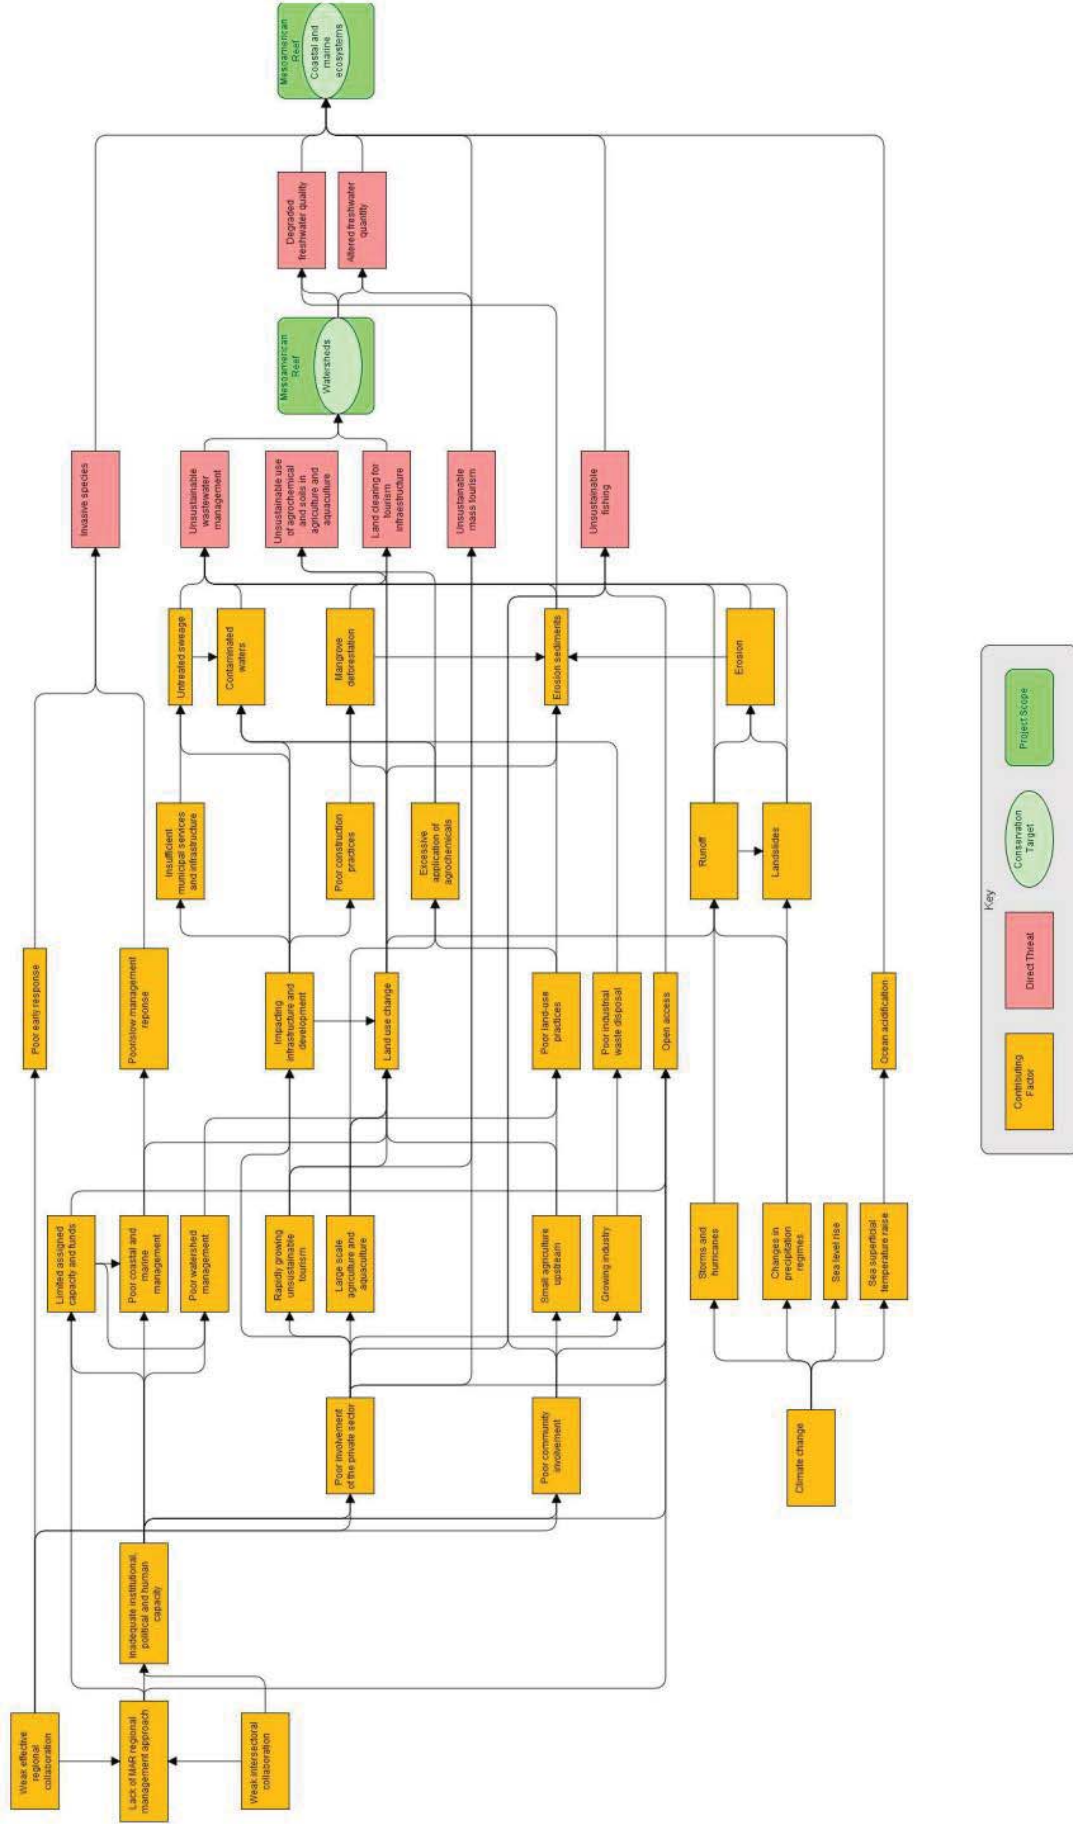 Weak effective
regional
collaboration
Lack of MAR regional
management approach
Weak intersectoral
collaboration
Inadequate institutional,
political and human
capacity
Poor involvement
of the private sector
Poor community
involvement
Climate change
Limited assigned
capacity and funds
Poor coastal and
marine
management
Poor watershed
management
Rapidly growing
unsustainable
tourism
Large scale
agriculture and
aquaculture
Small agriculture
upstream
Growing industry
Storms and
hurricanes
Changes in
precipitation
regimes
Sea level rise
Sea superficial
temperature raise
Poor early response
Poor/slow management
reponse
Impacting
infrastructure and
development
Land use change
Poor land-use
practices
Poor industrial
waste disposal
Open access
Ocean acidification
Insufficient
municipal services
and infrastructure
Poor construction
practices
Excessive
application of
agrochemicals
Runoff
Landslides
Untreated sweage
Contaminated
waters
Mangrove
deforestation
Erosion sediments
Erosion
Invasive species
Unsustainable
wastewater
management
Unsustainable use
of agrochemical
and soils in
agriculture and
aquaculture
Land clearing for
tourism
infraestructure
Unsustainable
mass tourism
Unsustainable
fishing
Mesoamerican
Reef
Watersheds
Degraded
freshwater quality
Altered freshwater
quantity
Mesoamerican
Reef
Coastal and
marine
ecosystems
Key
Contributing
Factor
Direct Threat
Conservation
Target
Project Scope